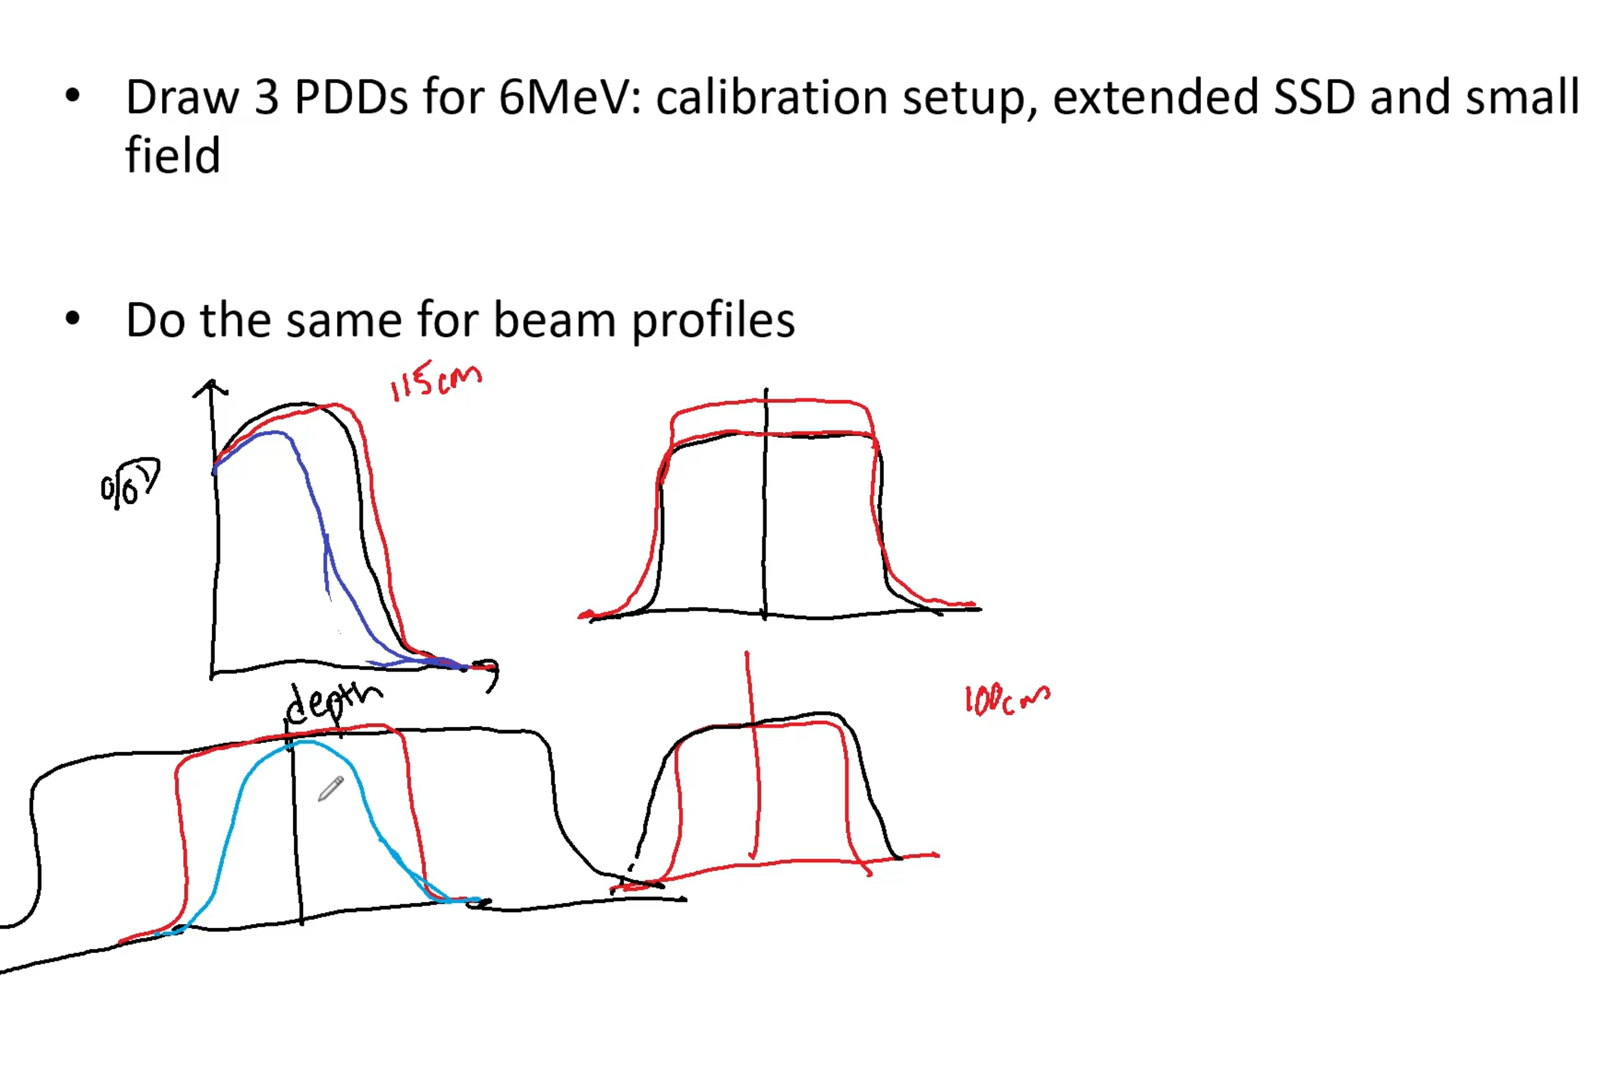 • Draw 3 PDDs for 6MeV: calibration setup, extended SSD and small
field
• Do the same for beam profiles
115cm
depth
100cm